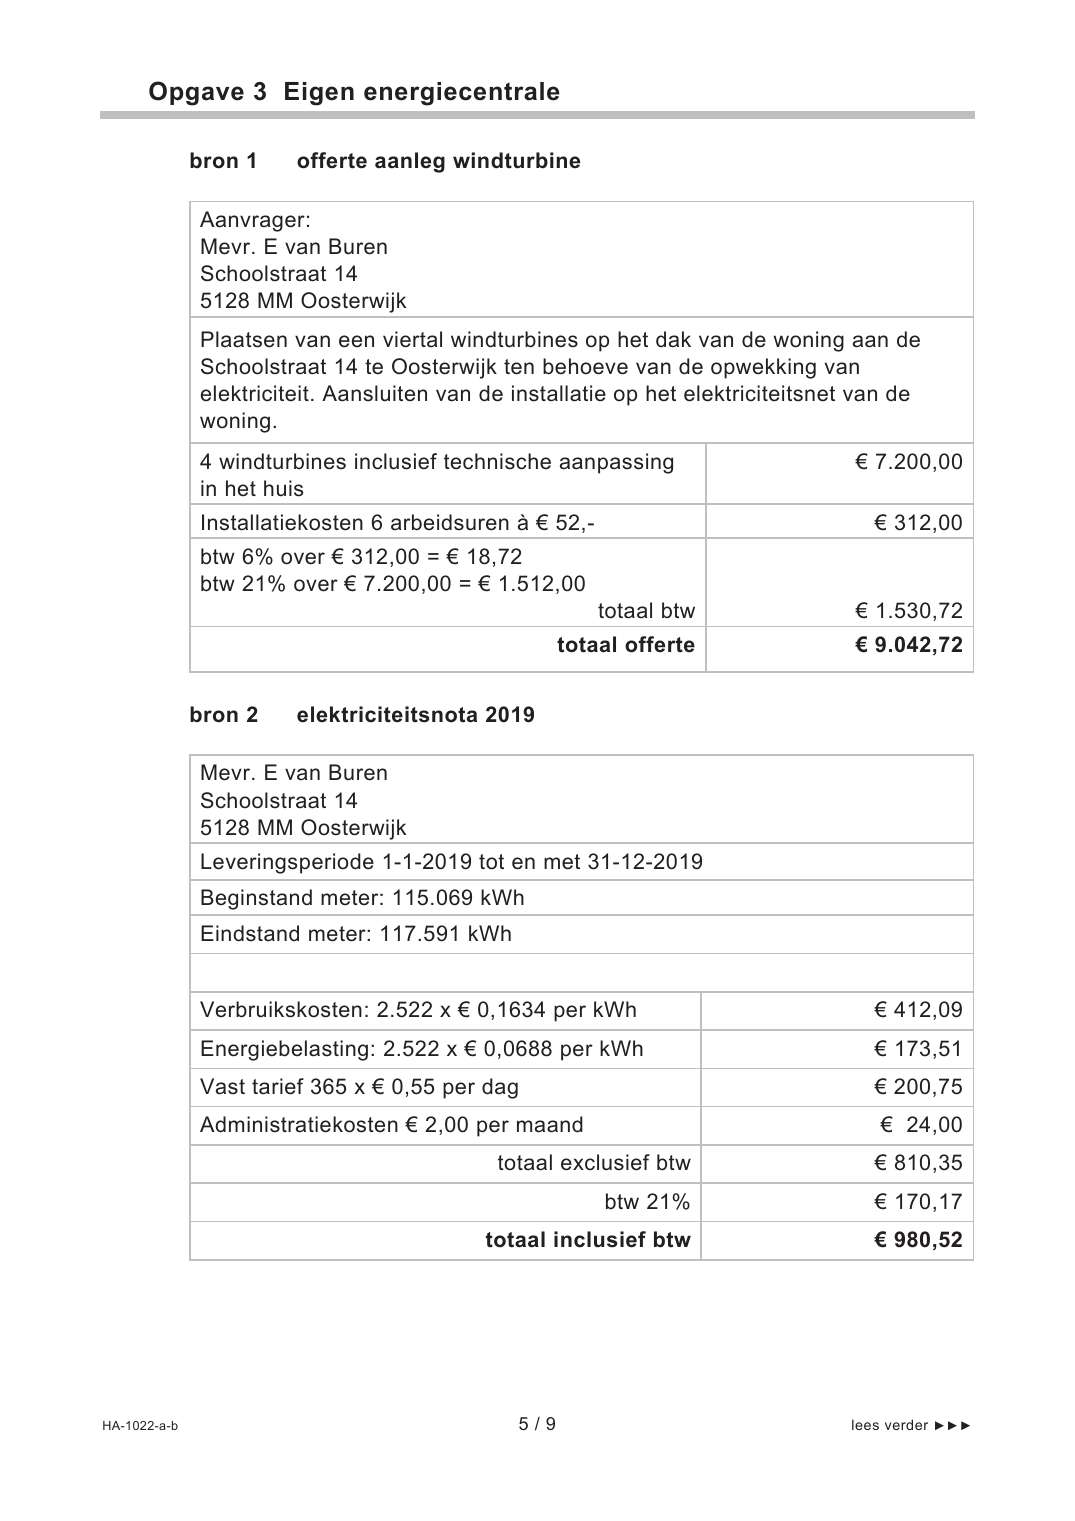 Opgave 3 Eigen energiecentrale
bron 1 offerte aanleg windturbine
Aanvrager:
Mevr. E van Buren
Schoolstraat 14
5128 MM Oosterwijk
Plaatsen van een viertal windturbines op het dak van de woning aan de
Schoolstraat 14 te Oosterwijk ten behoeve van de opwekking van
elektriciteit. Aansluiten van de installatie op het elektriciteitsnet van de
woning.
4 windturbines inclusief technische aanpassing € 7.200,00
in het huis
Installatiekosten 6 arbeidsuren à € 52,- € 312,00
btw 6% over € 312,00 = € 18,72
btw 21% over € 7.200,00 = € 1.512,00
totaal btw € 1.530,72
totaal offerte € 9.042,72
bron 2 elektriciteitsnota 2019
Mevr. E van Buren
Schoolstraat 14
5128 MM Oosterwijk
Leveringsperiode 1-1-2019 tot en met 31-12-2019
Beginstand meter: 115.069 kWh
Eindstand meter: 117.591 kWh
Verbruikskosten: 2.522 x € 0,1634 per kWh € 412,09
Energiebelasting: 2.522 x € 0,0688 per kWh € 173,51
Vast tarief 365 x € 0,55 per dag € 200,75
Administratiekosten € 2,00 per maand € 24,00
totaal exclusief btw € 810,35
btw 21% € 170,17
totaal inclusief btw € 980,52
HA-1022-a-b 5 / 9 lees verder ►►►